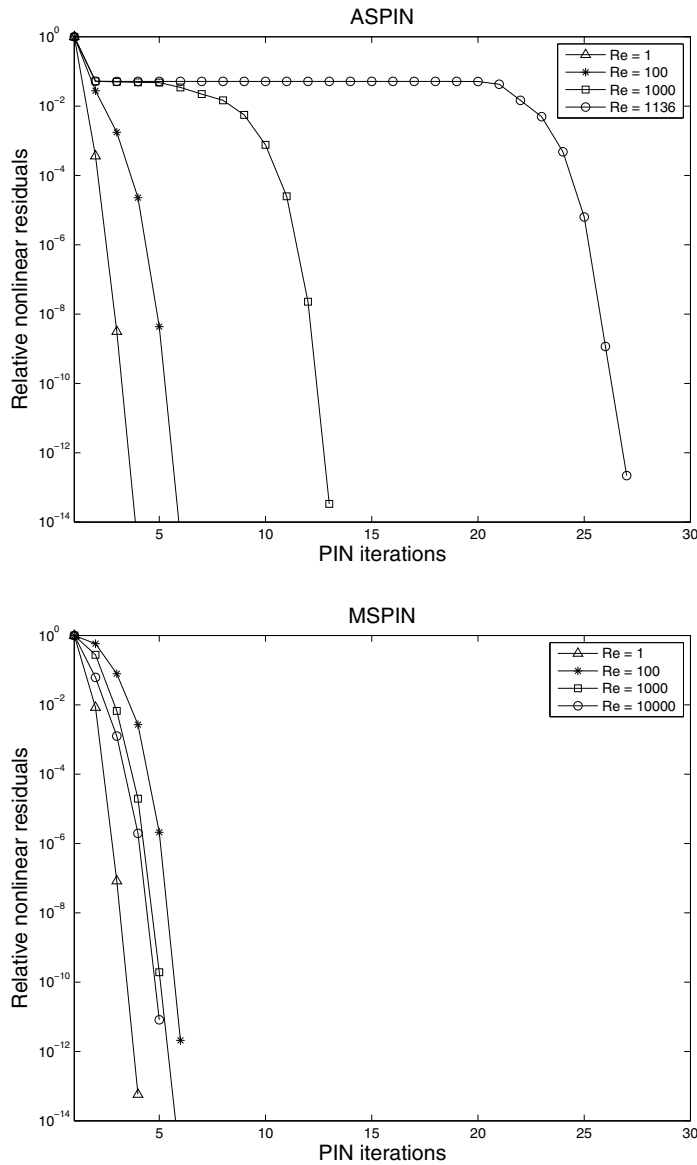 ASPIN
Relative nonlinear residuals
10^0
10^−2
10^−4
10^−6
10^−8
10^−10
10^−12
10^−14
Re = 1
Re = 100
Re = 1000
Re = 1136
5
10
15
20
25
30
PIN iterations
MSPIN
Relative nonlinear residuals
10^0
10^−2
10^−4
10^−6
10^−8
10^−10
10^−12
10^−14
Re = 1
Re = 100
Re = 1000
Re = 10000
5
10
15
20
25
30
PIN iterations